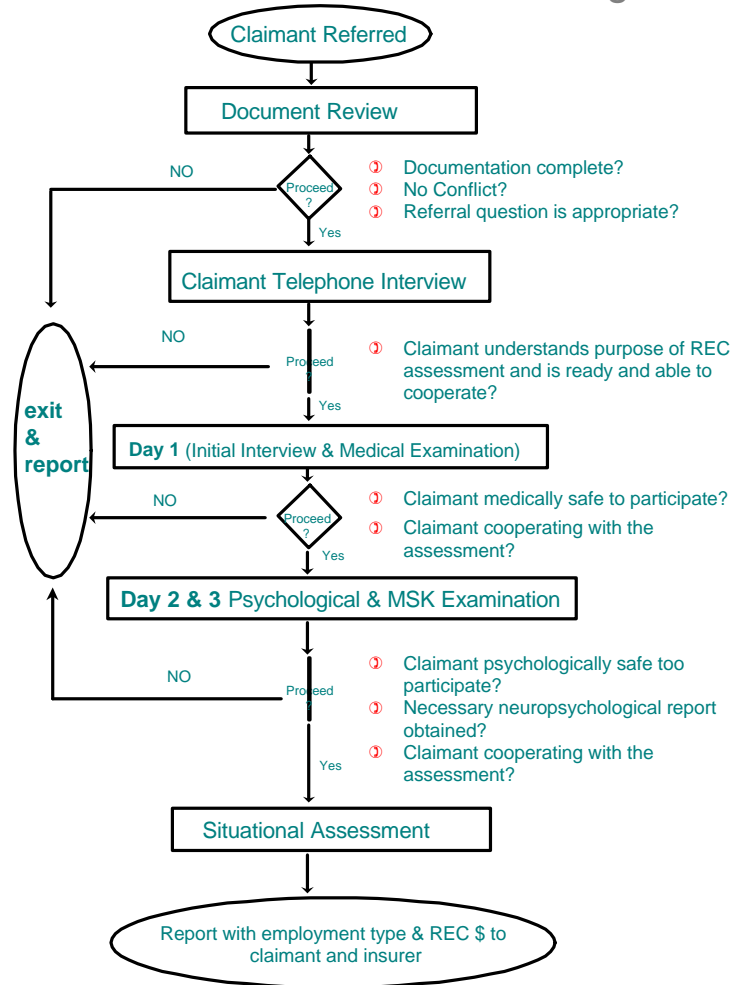 Claimant Referred
Document Review
NO
Proceed
?
Documentation complete?
No Conflict?
Referral question is appropriate?
Yes
Claimant Telephone Interview
NO
Proceed
?
Claimant understands purpose of REC
assessment and is ready and able to
cooperate?
Yes
exit
&
report
Day 1 (Initial Interview & Medical Examination)
NO
Proceed
?
Claimant medically safe to participate?
Claimant cooperating with the
assessment?
Yes
Day 2 & 3 Psychological & MSK Examination
NO
Proceed
?
Claimant psychologically safe too
participate?
Necessary neuropsychological report
obtained?
Claimant cooperating with the
assessment?
Yes
Situational Assessment
Report with employment type & REC $ to
claimant and insurer